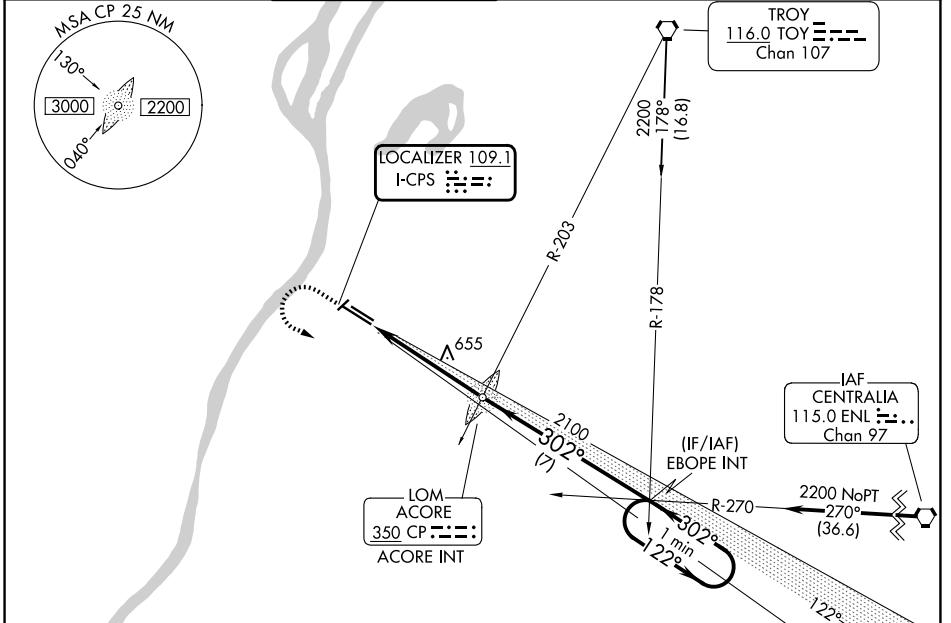 MSA CP 25 NM
130°
3000
2200
040°
TROY
116.0 TOY
Chan 107
2200
178°
(16.8)
LOCALIZER 109.1
I-CPS
R-203
R-178
655
IAF
CENTRALIA
115.0 ENL
Chan 97
2100
302°
(7)
(IF/IAF)
EBOPE INT
LOM
ACORE
350 CP
ACORE INT
R-270
2200 NoPT
270°
(36.6)
302°
1 min
122°
122°